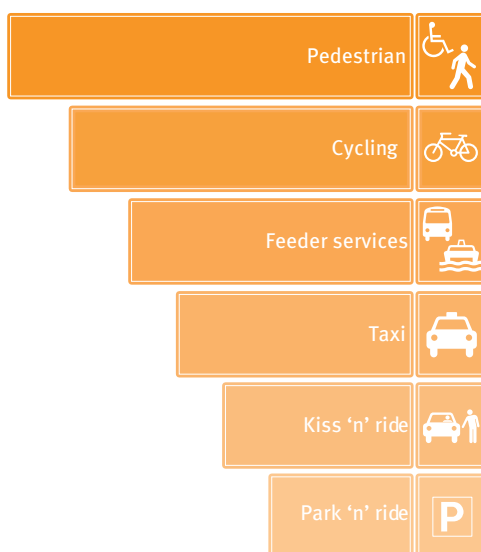 Pedestrian
Cycling
Feeder services
Taxi
Kiss ‘n’ ride
Park ‘n’ ride
P